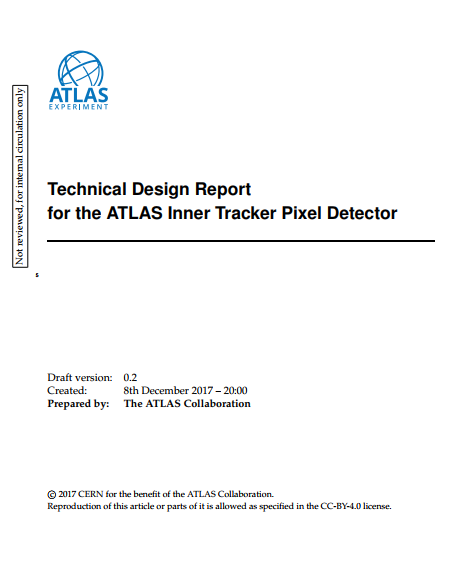 ATLAS
EXPERIMENT
Not reviewed, for internal circulation only
Technical Design Report
for the ATLAS Inner Tracker Pixel Detector
5
Draft version: 0.2
Created: 8th December 2017 – 20:00
Prepared by: The ATLAS Collaboration
© 2017 CERN for the benefit of the ATLAS Collaboration.
Reproduction of this article or parts of it is allowed as specified in the CC-BY-4.0 license.